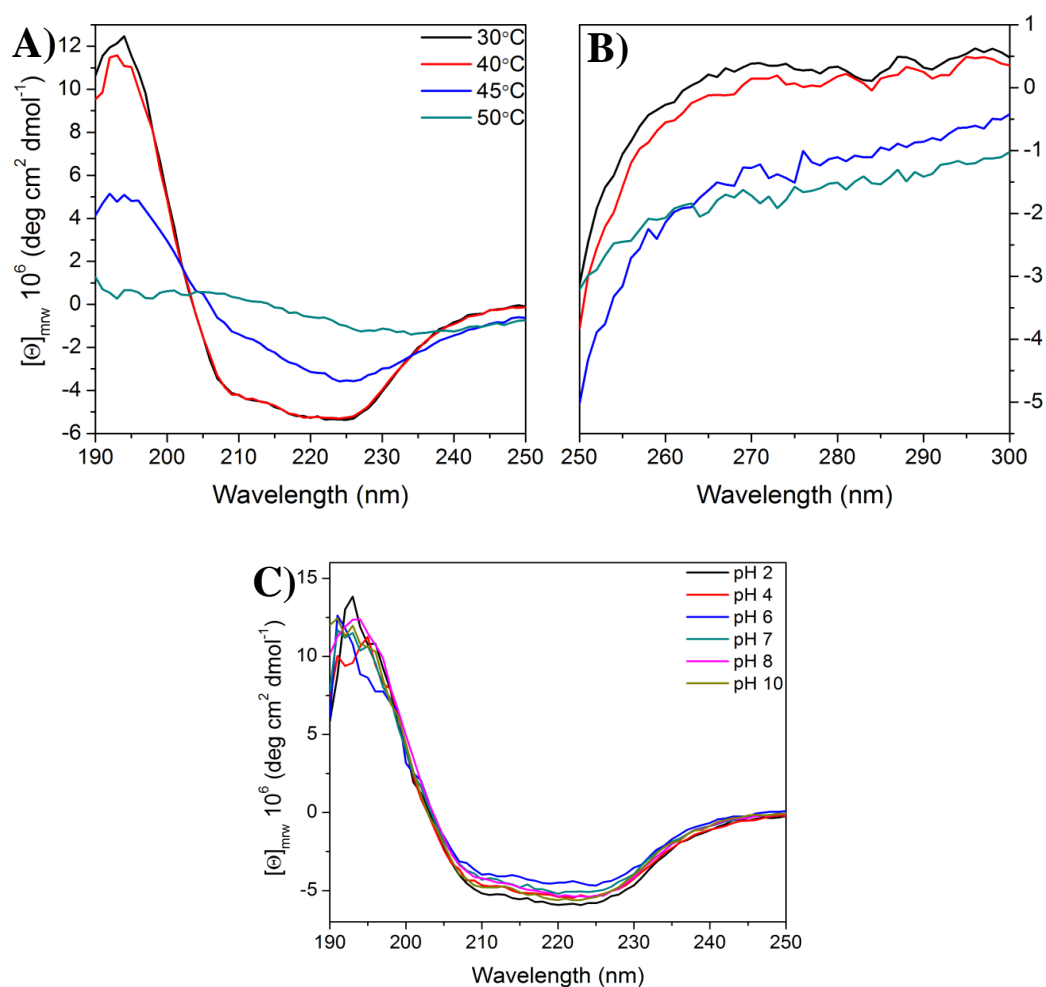 A)
30°C
40°C
45°C
50°C
12
10
8
6
4
2
0
-2
-4
-6
190 200 210 220 230 240 250
[Θ]mrw 10⁶ (deg cm² dmol⁻¹)
Wavelength (nm)
B)
1
0
-1
-2
-3
-4
-5
250 260 270 280 290 300
Wavelength (nm)
C)
pH 2
pH 4
pH 6
pH 7
pH 8
pH 10
15
10
5
0
-5
190 200 210 220 230 240 250
[Θ]mrw 10⁶ (deg cm² dmol⁻¹)
Wavelength (nm)